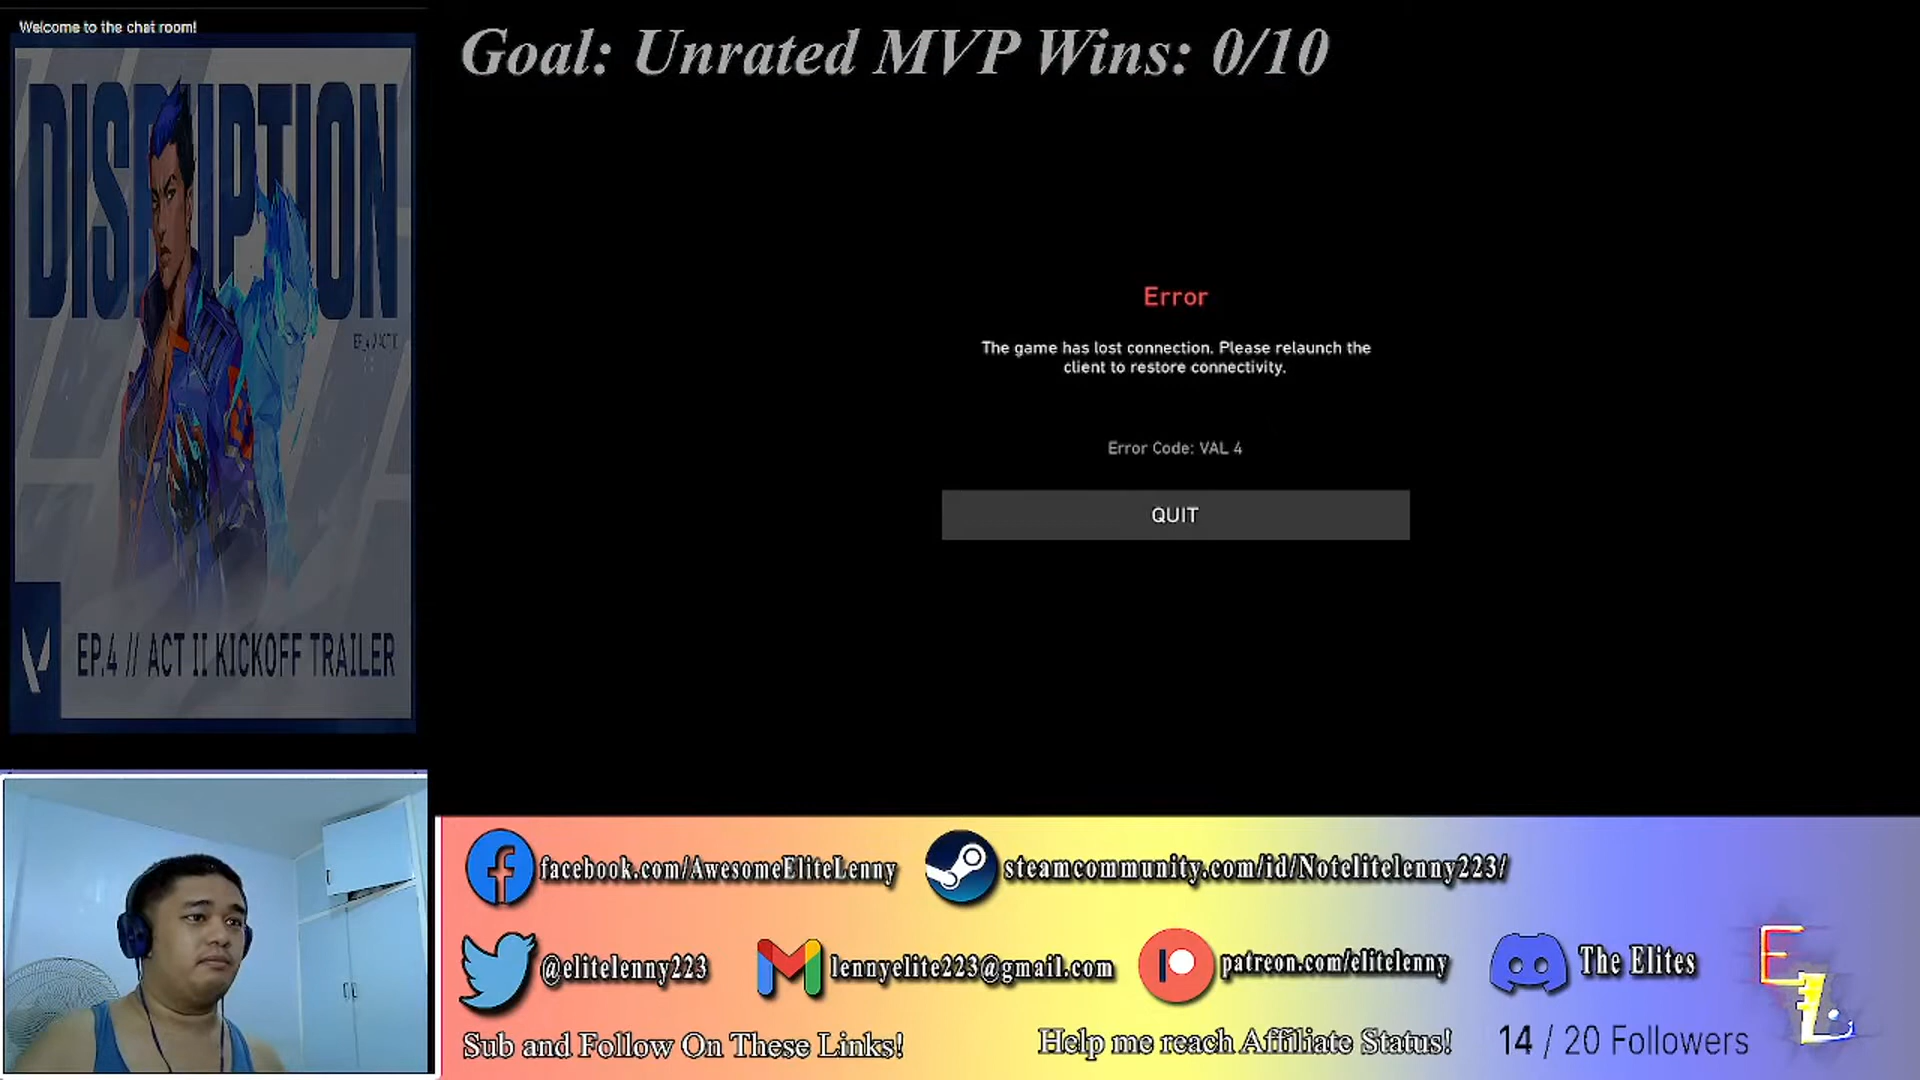 Welcome to the chat room!
Goal: Unrated MVP Wins: 0/10
DISRUPTION
EP.4 // ACT II KICKOFF TRAILER
Error
The game has lost connection. Please relaunch the
client to restore connectivity.
Error Code: VAL 4
QUIT
facebook.com/AwesomeEliteLenny
steamcommunity.com/id/Notelitelenny223/
@elitelenny223
lennyelite223@gmail.com
patreon.com/elitelenny
The Elites
EL
Sub and Follow On These Links!
Help me reach Affiliate Status!
14 / 20 Followers